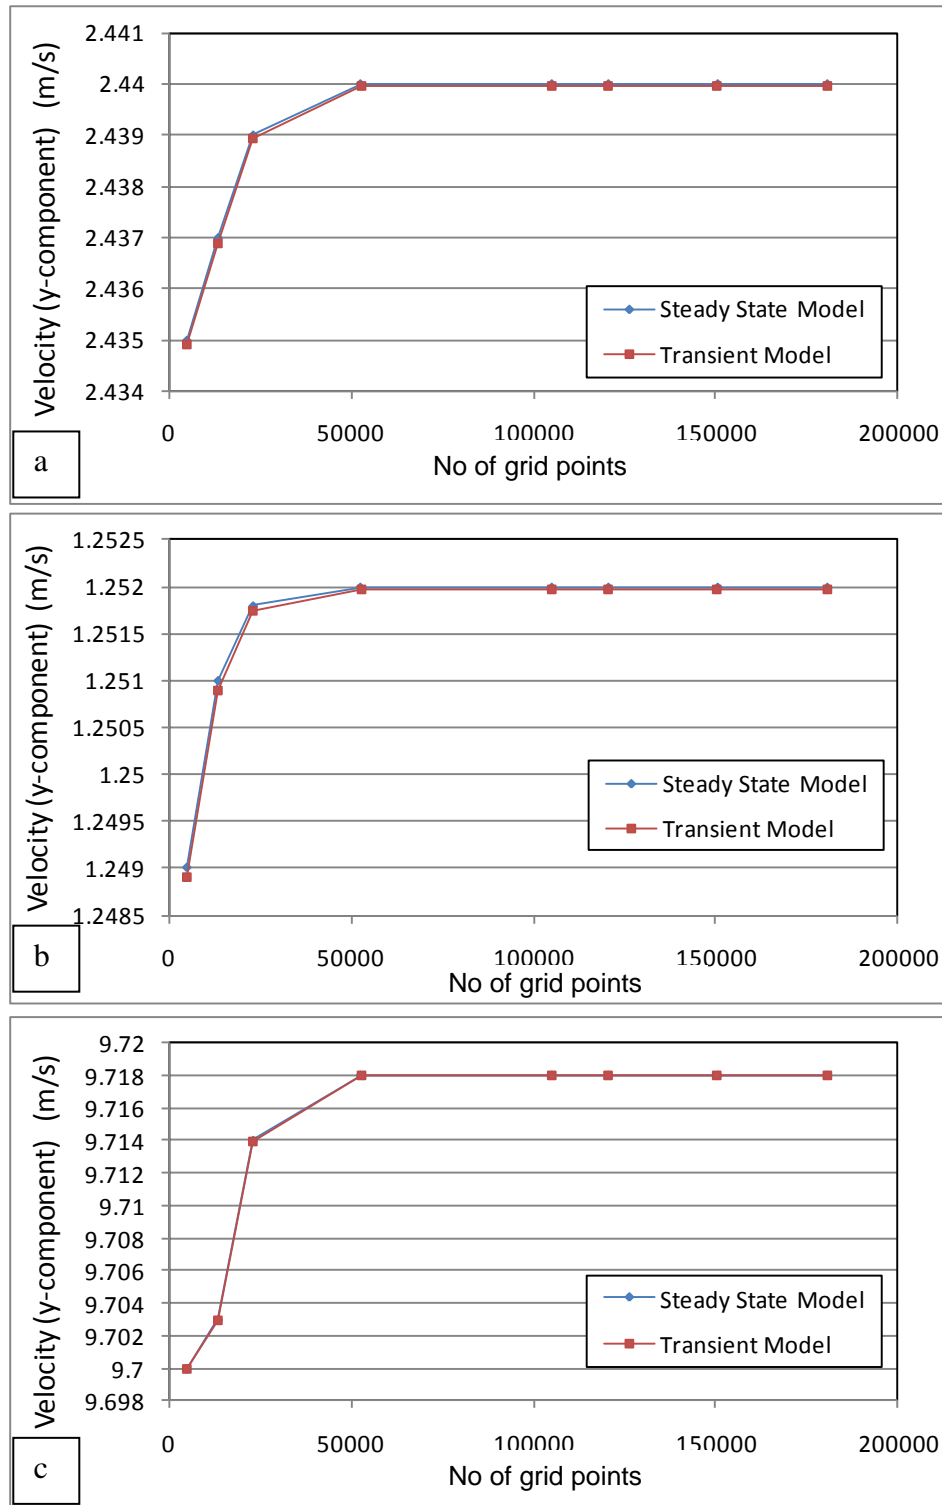 Velocity (y-component) (m/s)
2.441
2.44
2.439
2.438
2.437
2.436
2.435
2.434
Steady State Model
Transient Model
0 50000 100000 150000 200000
No of grid points
a
Velocity (y-component) (m/s)
1.2525
1.252
1.2515
1.251
1.2505
1.25
1.2495
1.249
1.2485
Steady State Model
Transient Model
0 50000 100000 150000 200000
No of grid points
b
Velocity (y-component) (m/s)
9.72
9.718
9.716
9.714
9.712
9.71
9.708
9.706
9.704
9.702
9.7
9.698
Steady State Model
Transient Model
0 50000 100000 150000 200000
No of grid points
c